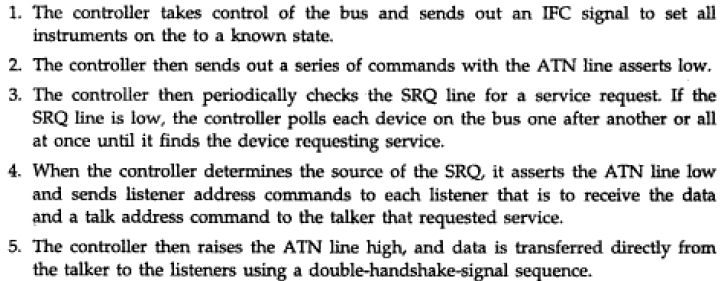 1. The controller takes control of the bus and sends out an IFC signal to set all
instruments on the to a known state.
2. The controller then sends out a series of commands with the ATN line asserts low.
3. The controller then periodically checks the SRQ line for a service request. If the
SRQ line is low, the controller polls each device on the bus one after another or all
at once until it finds the device requesting service.
4. When the controller determines the source of the SRQ, it asserts the ATN line low
and sends listener address commands to each listener that is to receive the data
and a talk address command to the talker that requested service.
5. The controller then raises the ATN line high, and data is transferred directly from
the talker to the listeners using a double-handshake-signal sequence.